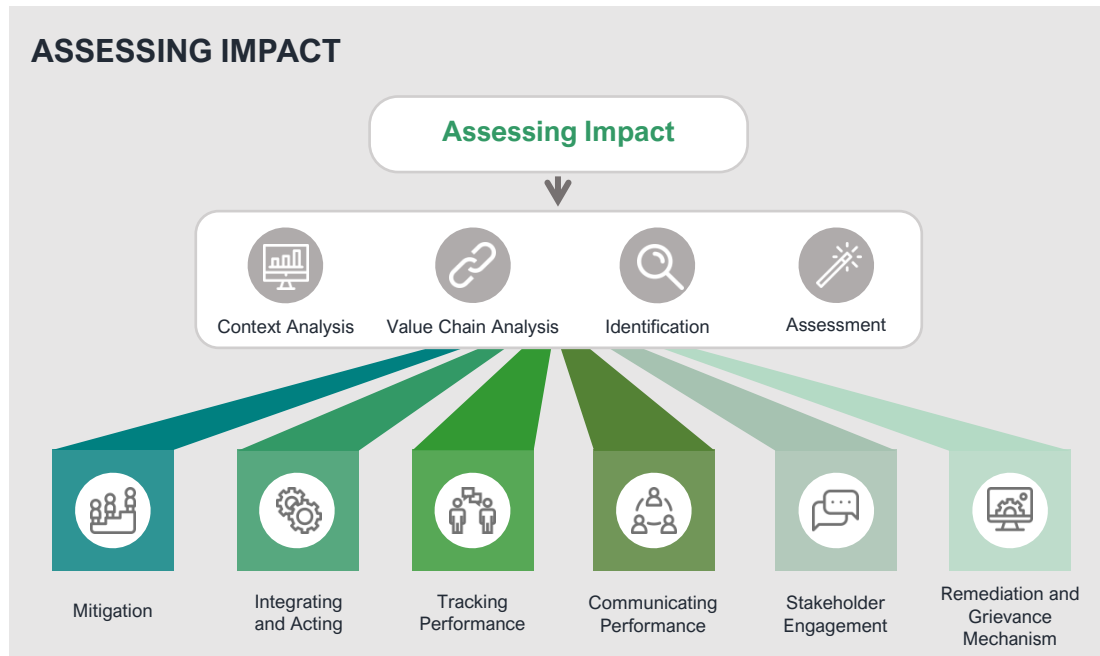 ASSESSING IMPACT
Assessing Impact
Context Analysis
Value Chain Analysis
Identification
Assessment
Mitigation
Integrating
and Acting
Tracking
Performance
Communicating
Performance
Stakeholder
Engagement
Remediation and
Grievance
Mechanism